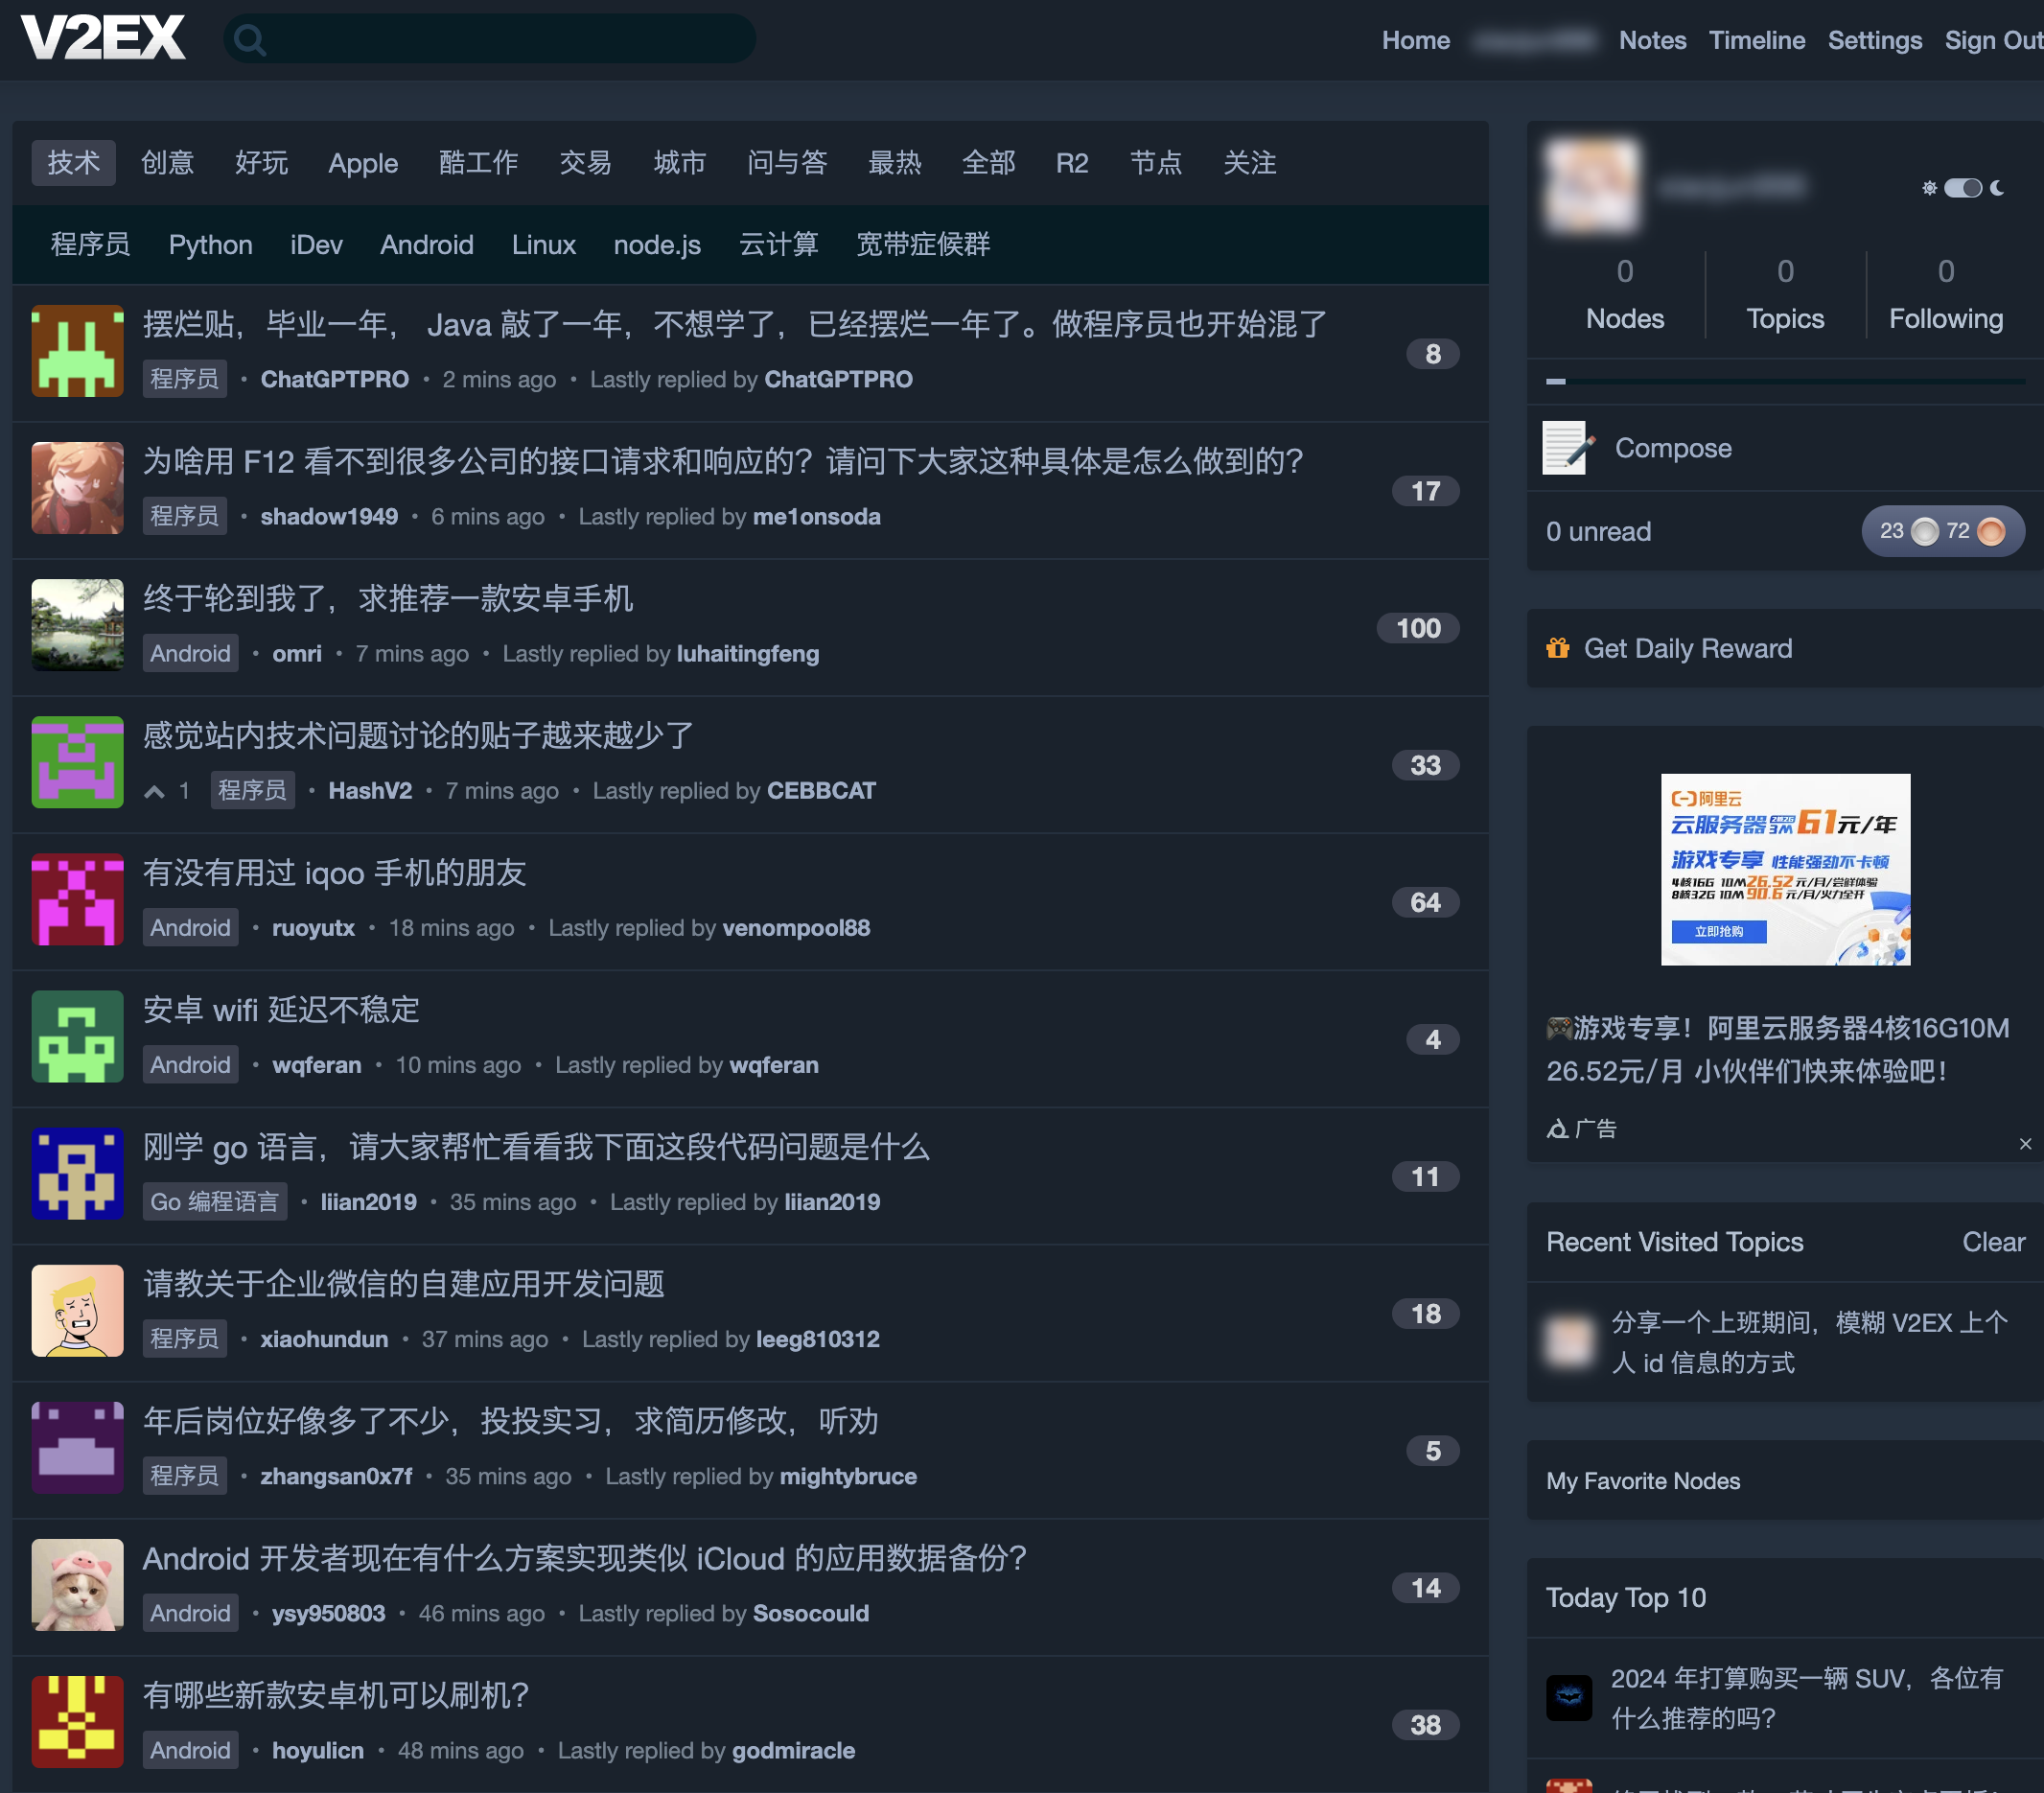 V2EX
Home Notes Timeline Settings Sign Out
技术 创意 好玩 Apple 酷工作 交易 城市 问与答 最热 全部 R2 节点 关注
程序员 Python iDev Android Linux node.js 云计算 宽带症候群
摆烂贴，毕业一年， Java 敲了一年，不想学了，已经摆烂一年了。做程序员也开始混了
8
程序员 • ChatGPTPRO • 2 mins ago • Lastly replied by ChatGPTPRO
为啥用 F12 看不到很多公司的接口请求和响应的？请问下大家这种具体是怎么做到的？
17
程序员 • shadow1949 • 6 mins ago • Lastly replied by me1onsoda
终于轮到我了，求推荐一款安卓手机
100
Android • omri • 7 mins ago • Lastly replied by luhaitingfeng
感觉站内技术问题讨论的贴子越来越少了
33
1 程序员 • HashV2 • 7 mins ago • Lastly replied by CEBBCAT
有没有用过 iqoo 手机的朋友
64
Android • ruoyutx • 18 mins ago • Lastly replied by venompool88
安卓 wifi 延迟不稳定
4
Android • wqferan • 10 mins ago • Lastly replied by wqferan
刚学 go 语言，请大家帮忙看看我下面这段代码问题是什么
11
Go 编程语言 • liian2019 • 35 mins ago • Lastly replied by liian2019
请教关于企业微信的自建应用开发问题
18
程序员 • xiaohundun • 37 mins ago • Lastly replied by leeg810312
年后岗位好像多了不少，投投实习，求简历修改，听劝
5
程序员 • zhangsan0x7f • 35 mins ago • Lastly replied by mightybruce
Android 开发者现在有什么方案实现类似 iCloud 的应用数据备份？
14
Android • ysy950803 • 46 mins ago • Lastly replied by Sosocould
有哪些新款安卓机可以刷机？
38
Android • hoyulicn • 48 mins ago • Lastly replied by godmiracle
0 0 0
Nodes Topics Following
Compose
0 unread 23 72
Get Daily Reward
阿里云
云服务器 2核2G 3M 61元/年
游戏专享 性能强劲不卡顿
4核16G 10M 26.52 元/月/尝鲜体验
8核32G 10M 90.6 元/月/火力全开
立即抢购
游戏专享！阿里云服务器4核16G10M
26.52元/月 小伙伴们快来体验吧！
广告
×
Recent Visited Topics Clear
分享一个上班期间，模糊 V2EX 上个
人 id 信息的方式
My Favorite Nodes
Today Top 10
2024 年打算购买一辆 SUV，各位有
什么推荐的吗？